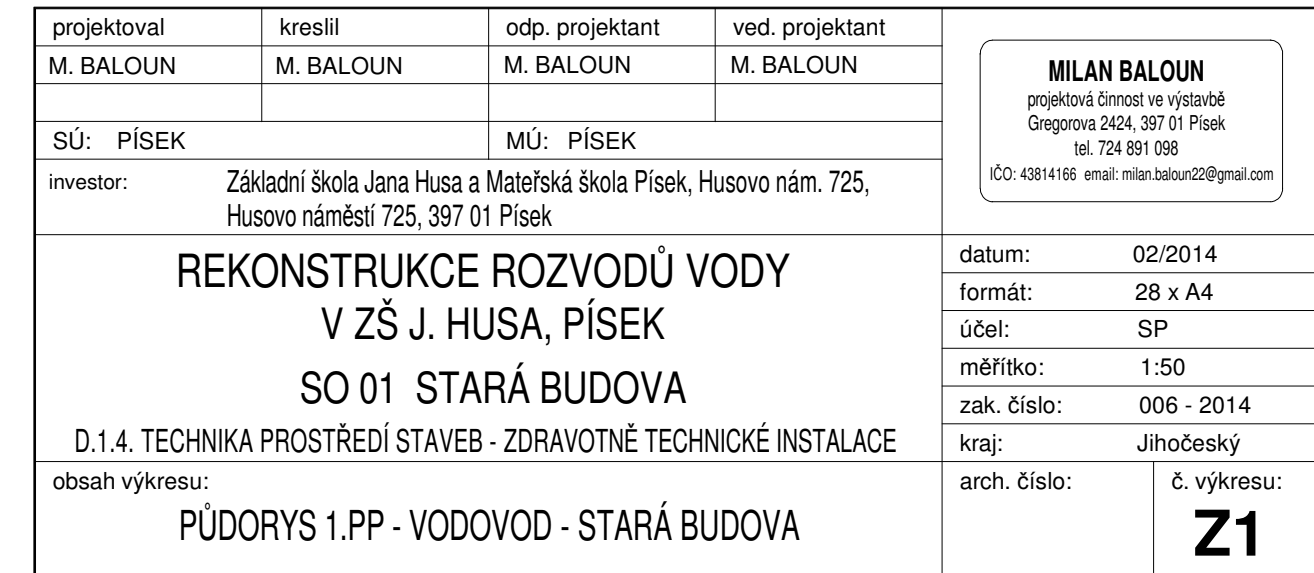 projektoval kreslil odp. projektant ved. projektant
M. BALOUN M. BALOUN M. BALOUN M. BALOUN
SÚ: PÍSEK MÚ: PÍSEK
investor: Základní škola Jana Husa a Mateřská škola Písek, Husovo nám. 725,
Husovo náměstí 725, 397 01 Písek
MILAN BALOUN
projektová činnost ve výstavbě
Gregorova 2424, 397 01 Písek
tel. 724 891 098
IČO: 43814166 email: milan.baloun22@gmail.com
REKONSTRUKCE ROZVODŮ VODY
V ZŠ J. HUSA, PÍSEK
SO 01 STARÁ BUDOVA
D.1.4. TECHNIKA PROSTŘEDÍ STAVEB - ZDRAVOTNĚ TECHNICKÉ INSTALACE
datum: 02/2014
formát: 28 x A4
účel: SP
měřítko: 1:50
zak. číslo: 006 - 2014
kraj: Jihočeský
obsah výkresu:
PŮDORYS 1.PP - VODOVOD - STARÁ BUDOVA
arch. číslo: č. výkresu:
Z1